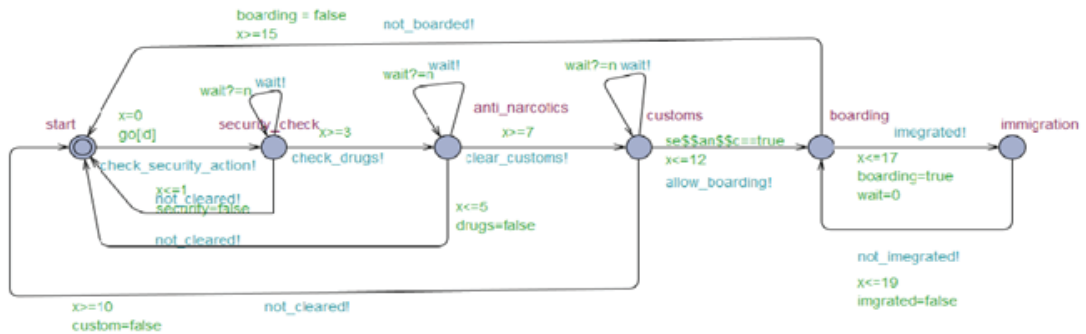 boarding = false
not_boarded!
x>=15
wait!
wait?=n
wait!
wait?=n
wait?=n
wait!
start
x=0
go[d]
security_check
x>=3
anti_narcotics
x>=7
customs
se$$an$$c==true
boarding
imegrated!
immigration
check_security_action!
check_drugs!
clear_customs!
x<=12
allow_boarding!
x<=17
boarding=true
wait=0
x<=1
not_cleared!
security=false
x<=5
drugs=false
not_cleared!
not_imegrated!
x<=19
imgrated=false
x>=10
custom=false
not_cleared!